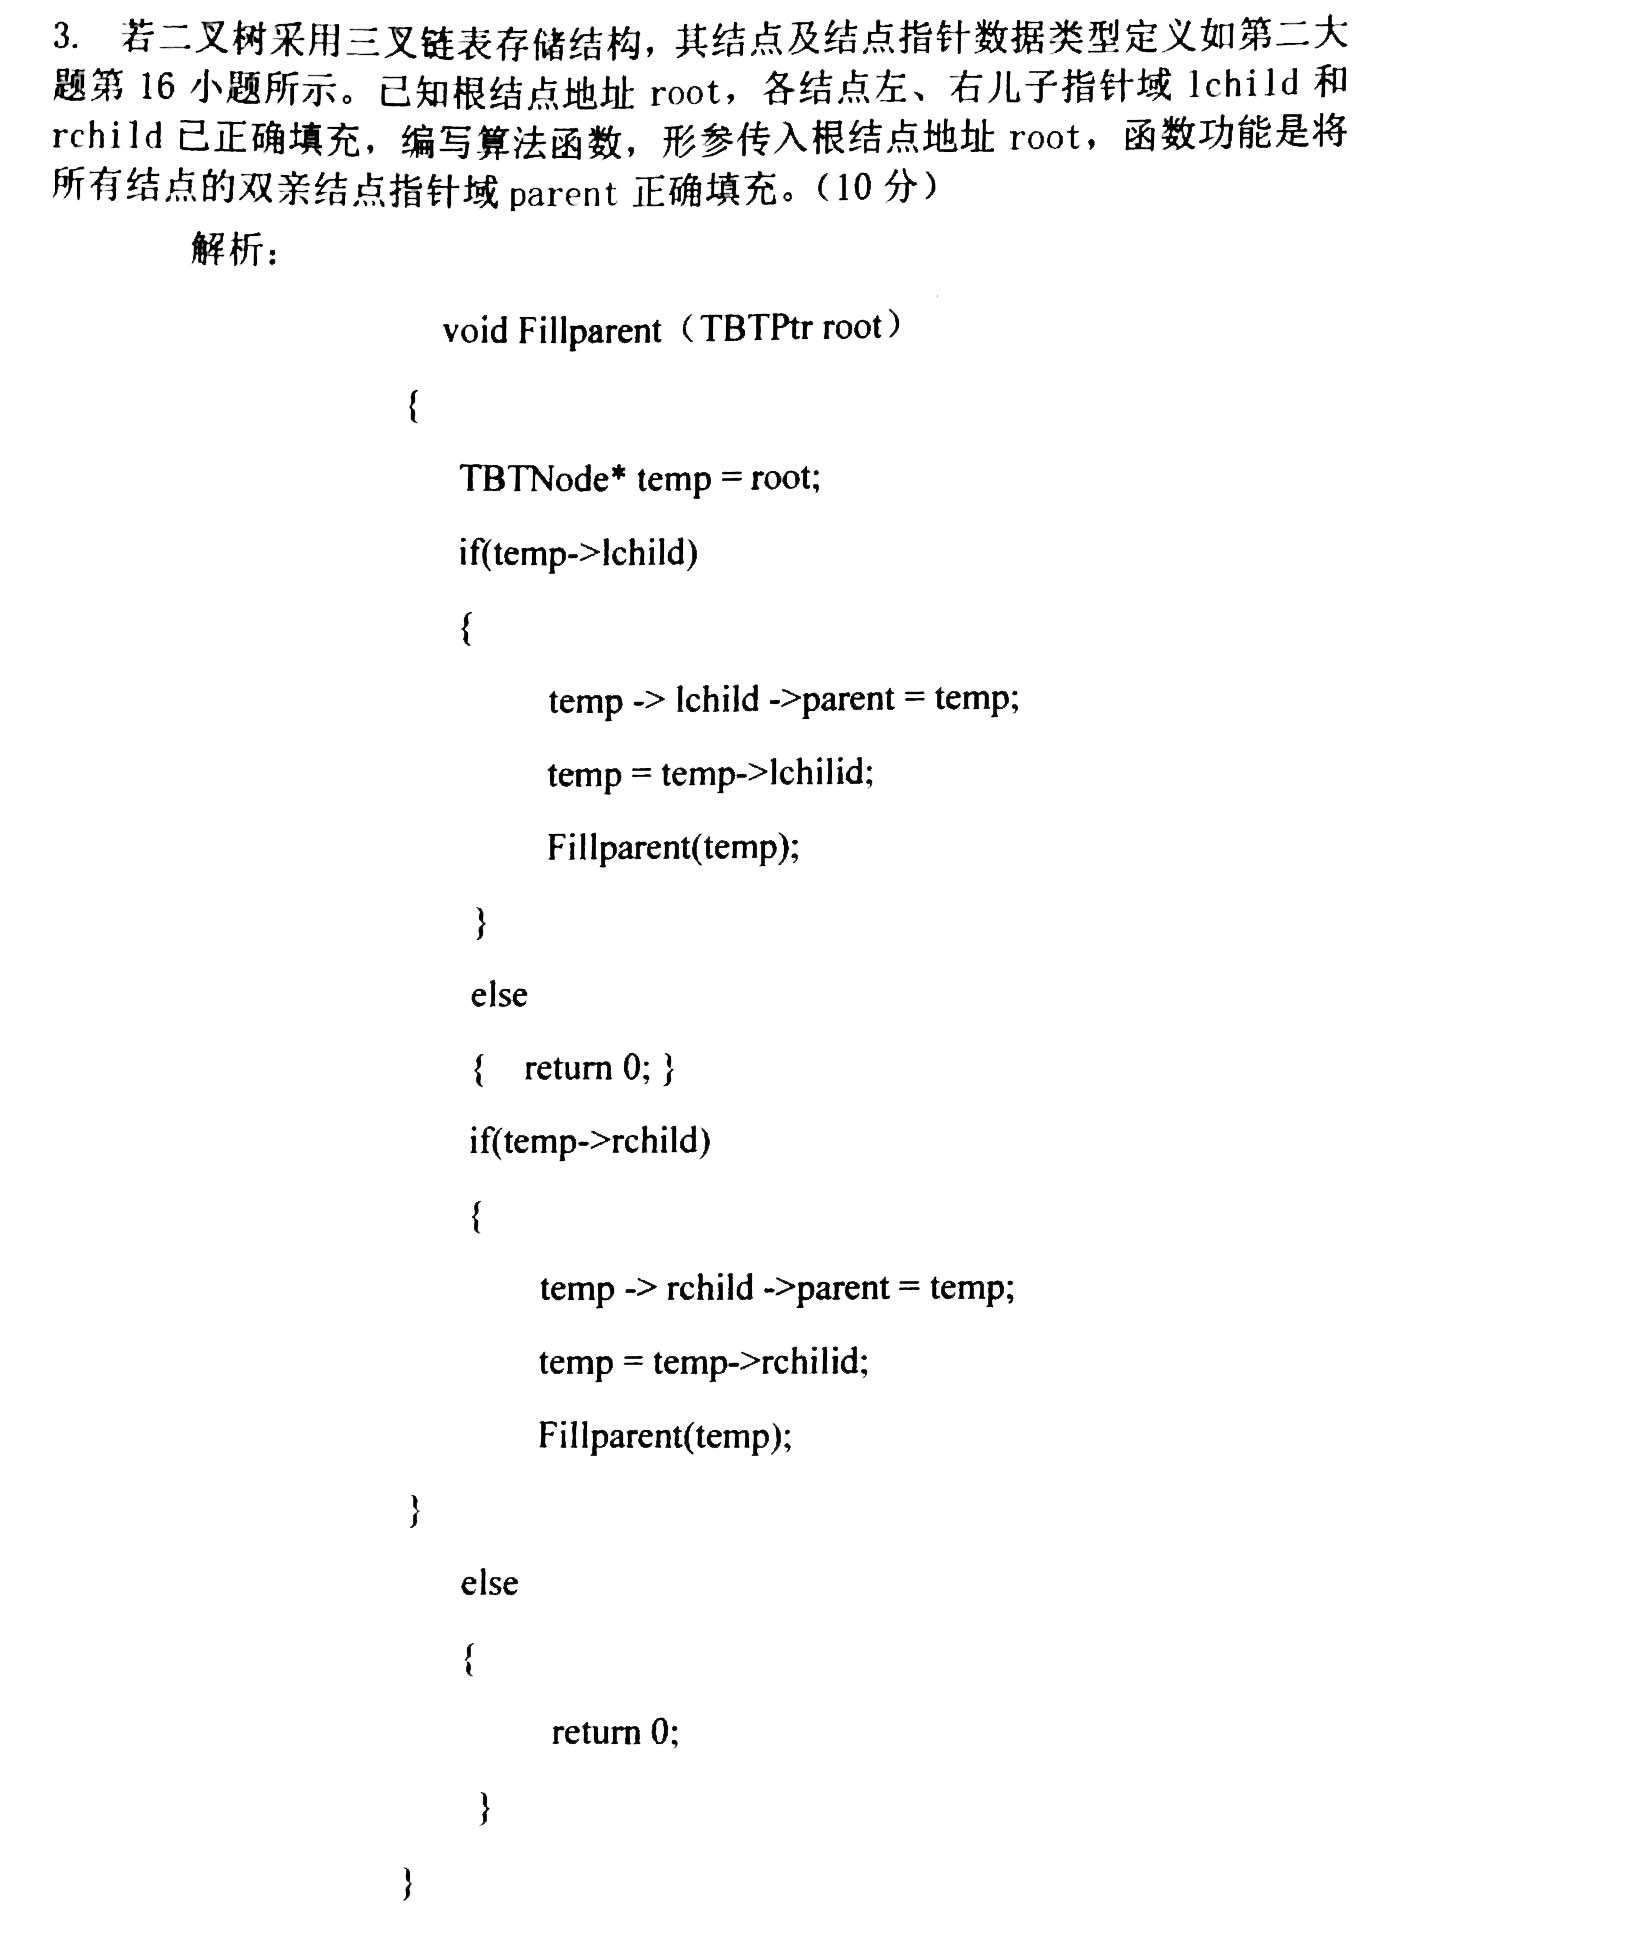 3. 若二叉树采用三叉链表存储结构，其结点及结点指针数据类型定义如第二大
题第 16 小题所示。已知根结点地址 root，各结点左、右儿子指针域 lchild 和
rchild 已正确填充，编写算法函数，形参传入根结点地址 root，函数功能是将
所有结点的双亲结点指针域 parent 正确填充。（10 分）
解析：
void Fillparent（TBTPtr root）
{
TBTNode* temp = root;
if(temp->lchild)
{
temp -> lchild ->parent = temp;
temp = temp->lchilid;
Fillparent(temp);
}
else
{ return 0; }
if(temp->rchild)
{
temp -> rchild ->parent = temp;
temp = temp->rchilid;
Fillparent(temp);
}
else
{
return 0;
}
}